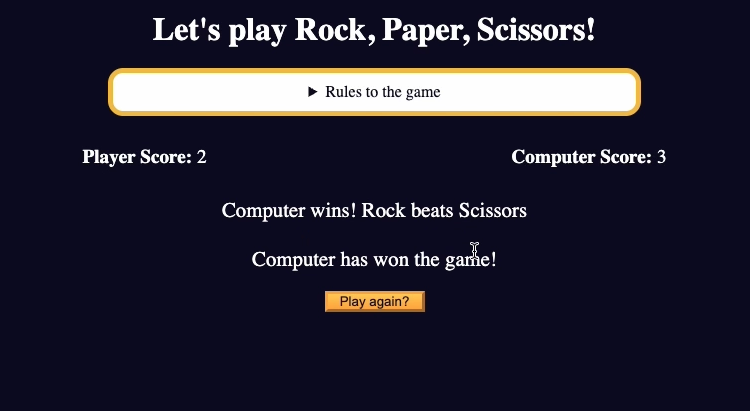 Let's play Rock, Paper, Scissors!
▶ Rules to the game
Player Score: 2
Computer Score: 3
Computer wins! Rock beats Scissors
Computer has won the game!
Play again?